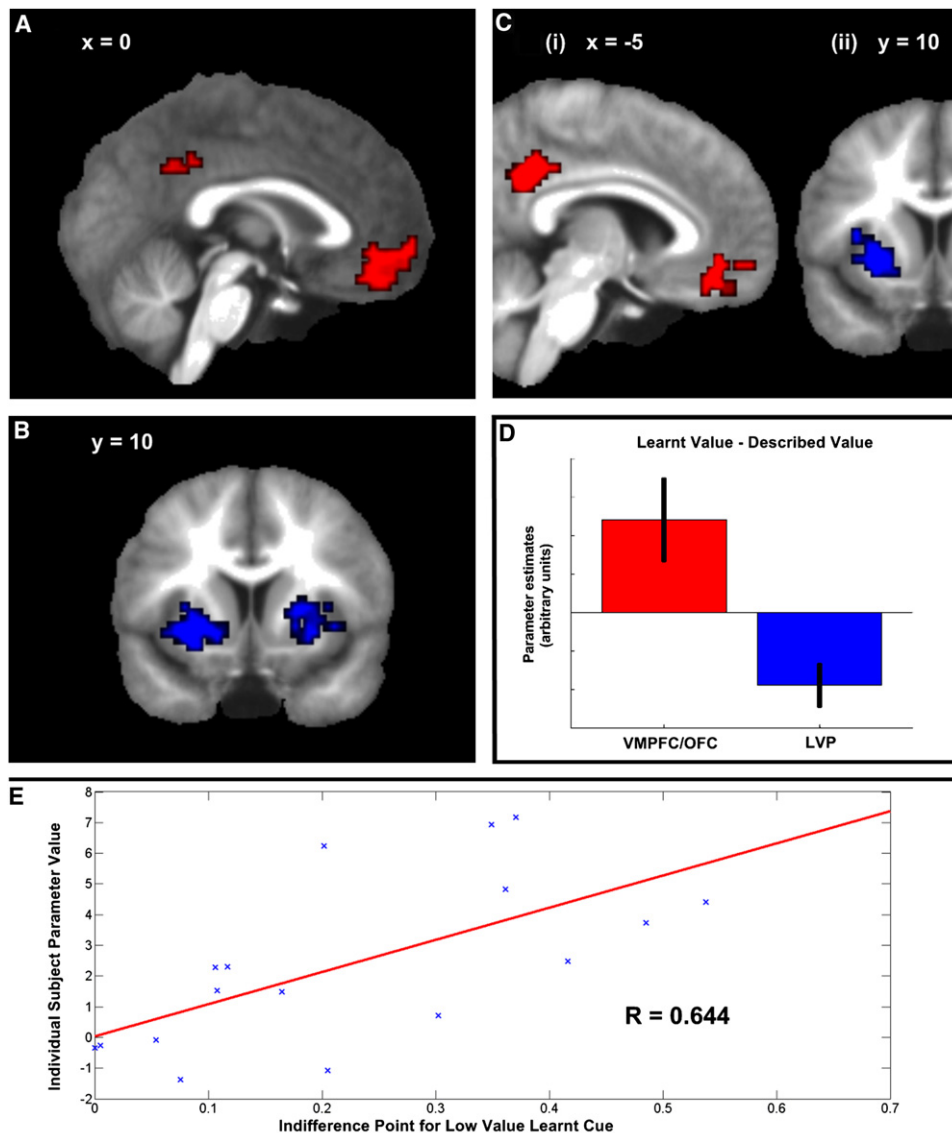 A
x = 0
C
(i) x = -5
(ii) y = 10
B
y = 10
D
Learnt Value - Described Value
Parameter estimates
(arbitrary units)
VMPFC/OFC
LVP
E
8
7
6
5
4
3
2
1
0
-1
-2
Individual Subject Parameter Value
R = 0.644
0
0.1
0.2
0.3
0.4
0.5
0.6
0.7
Indifference Point for Low Value Learnt Cue